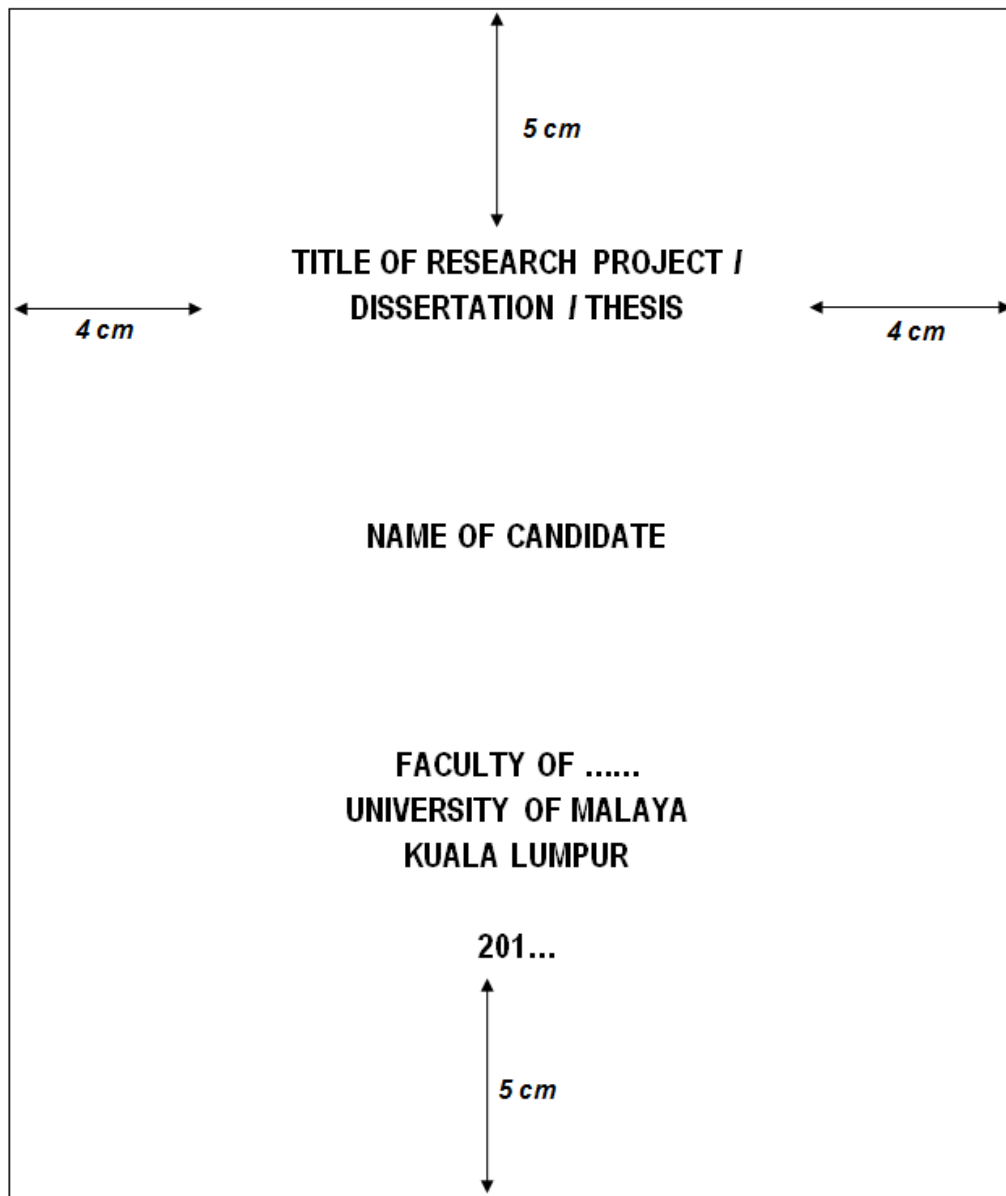 5 cm
TITLE OF RESEARCH PROJECT /
DISSERTATION / THESIS
4 cm
4 cm
NAME OF CANDIDATE
FACULTY OF ......
UNIVERSITY OF MALAYA
KUALA LUMPUR
201...
5 cm